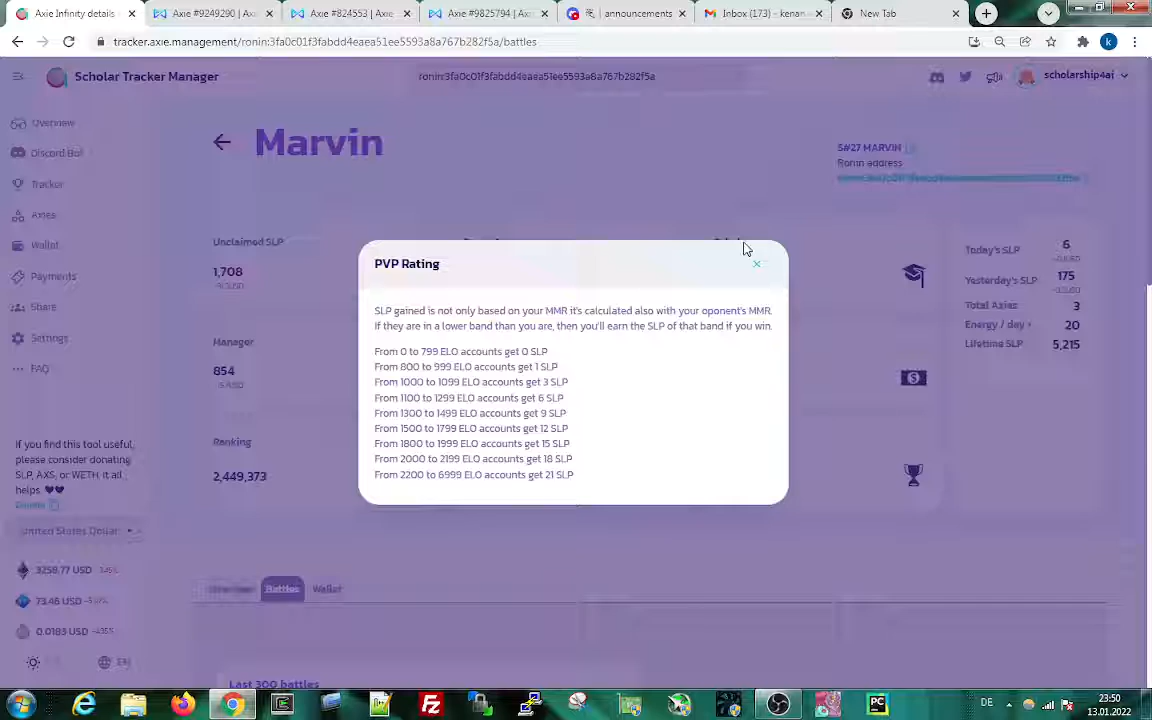 Axie Infinity details
Axie #9249290 | Axie
Axie #824553 | Axie
Axie #9825794 | Axi
announcements
Inbox (173) - kenan
New Tab
tracker.axie.management/ronin:3fa0c01f3fabdd4eaea51ee5593a8a767b282f5a/battles
Scholar Tracker Manager
ronin:3fa0c01f3fabdd4eaea51ee5593a8a767b282f5a
scholarship4ai
Overview
Discord Bot
Tracker
Axies
Wallet
Payments
Share
Settings
FAQ
If you find this tool useful,
please consider donating
SLP, AXS, or WETH. It all
helps
Donate
United States Dollar
3258.77 USD
73.46 USD
0.0183 USD
EN
Marvin
S#27 MARVIN
Ronin address
Unclaimed SLP
1,708
Manager
854
Ranking
2,449,373
Today's SLP 6
Yesterday's SLP 175
Total Axies 3
Energy / day 20
Lifetime SLP 5,215
PVP Rating
SLP gained is not only based on your MMR it's calculated also with your oponent's MMR.
If they are in a lower band than you are, then you'll earn the SLP of that band if you win.
From 0 to 799 ELO accounts get 0 SLP
From 800 to 999 ELO accounts get 1 SLP
From 1000 to 1099 ELO accounts get 3 SLP
From 1100 to 1299 ELO accounts get 6 SLP
From 1300 to 1499 ELO accounts get 9 SLP
From 1500 to 1799 ELO accounts get 12 SLP
From 1800 to 1999 ELO accounts get 15 SLP
From 2000 to 2199 ELO accounts get 18 SLP
From 2200 to 6999 ELO accounts get 21 SLP
Battles
Wallet
Last 300 battles
DE
23:50
13.01.2022